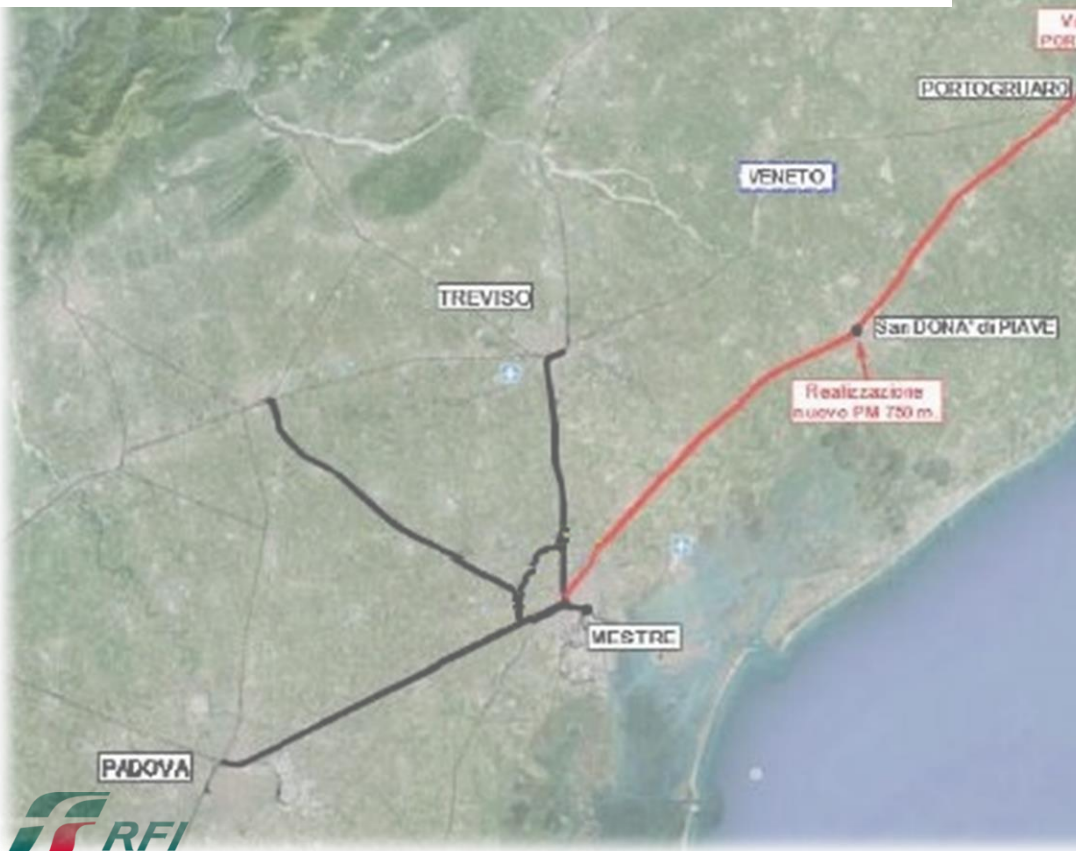 PORTOGRUARO
VENETO
TREVISO
San DONA' di PIAVE
Realizzazione
nuovo PM 750 m.
MESTRE
PADOVA
RFI